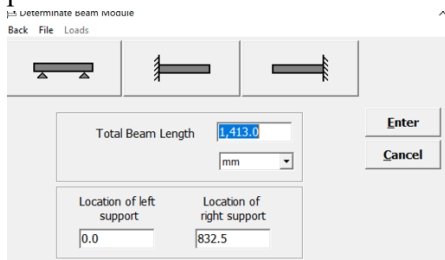 Determinate Beam Module
Back File Loads
Total Beam Length 1,413.0
mm
Enter
Cancel
Location of left support
Location of right support
0.0
832.5